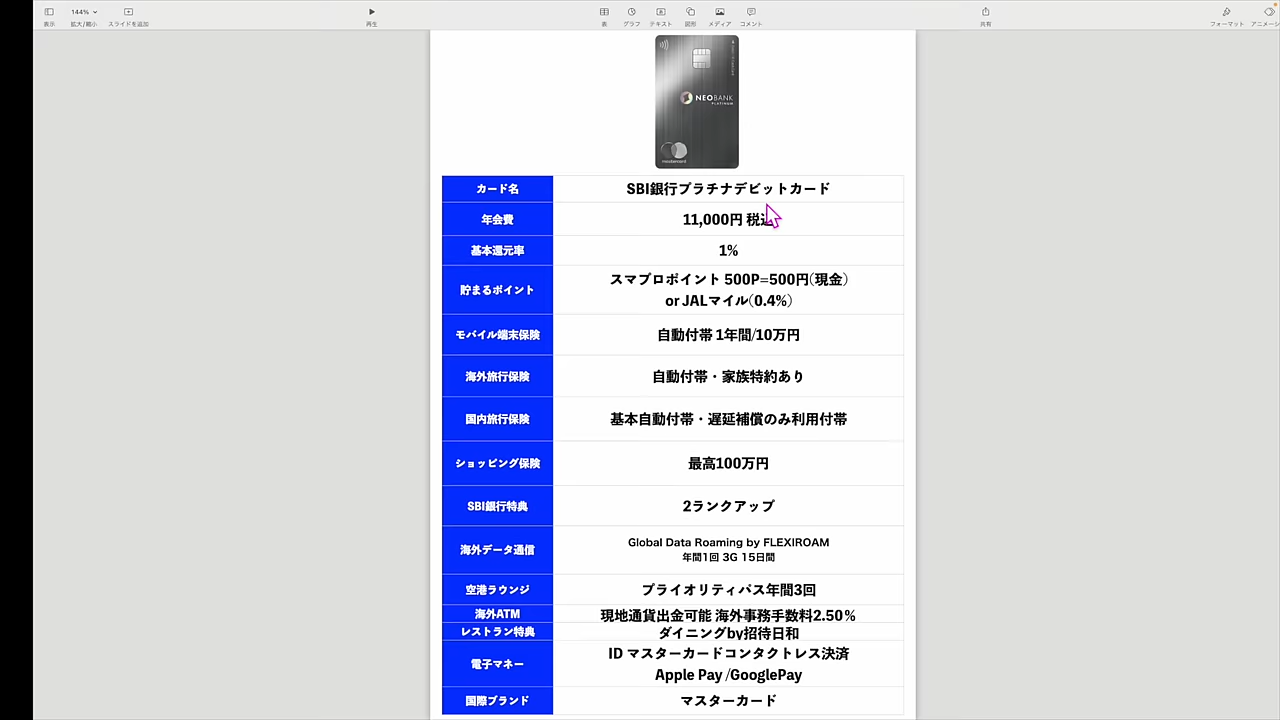 144%
表示
拡大/縮小
スライドを追加
再生
表
グラフ
テキスト
図形
メディア
コメント
共有
フォーマット
アニメーション
NEOBANK
PLATINUM
mastercard
カード名
SBI銀行プラチナデビットカード
年会費
11,000円 税込
基本還元率
1%
貯まるポイント
スマプロポイント 500P=500円(現金)
or JALマイル(0.4%)
モバイル端末保険
自動付帯 1年間/10万円
海外旅行保険
自動付帯・家族特約あり
国内旅行保険
基本自動付帯・遅延補償のみ利用付帯
ショッピング保険
最高100万円
SBI銀行特典
2ランクアップ
海外データ通信
Global Data Roaming by FLEXIROAM
年間1回 3G 15日間
空港ラウンジ
プライオリティパス年間3回
海外ATM
現地通貨出金可能 海外事務手数料2.50%
レストラン特典
ダイニングby招待日和
電子マネー
ID マスターカードコンタクトレス決済
Apple Pay /GooglePay
国際ブランド
マスターカード